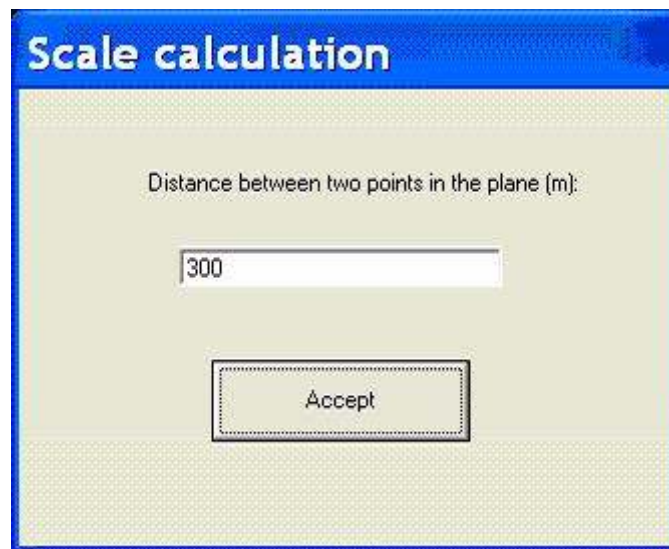 Scale calculation
Distance between two points in the plane (m):
300
Accept